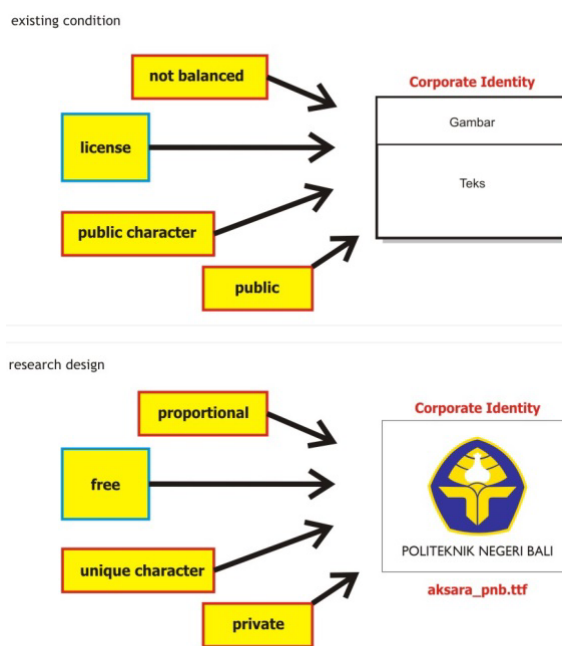 existing condition
not balanced
Corporate Identity
Gambar
license
Teks
public character
public
research design
proportional
Corporate Identity
free
POLITEKNIK NEGERI BALI
unique character
aksara_pnb.ttf
private